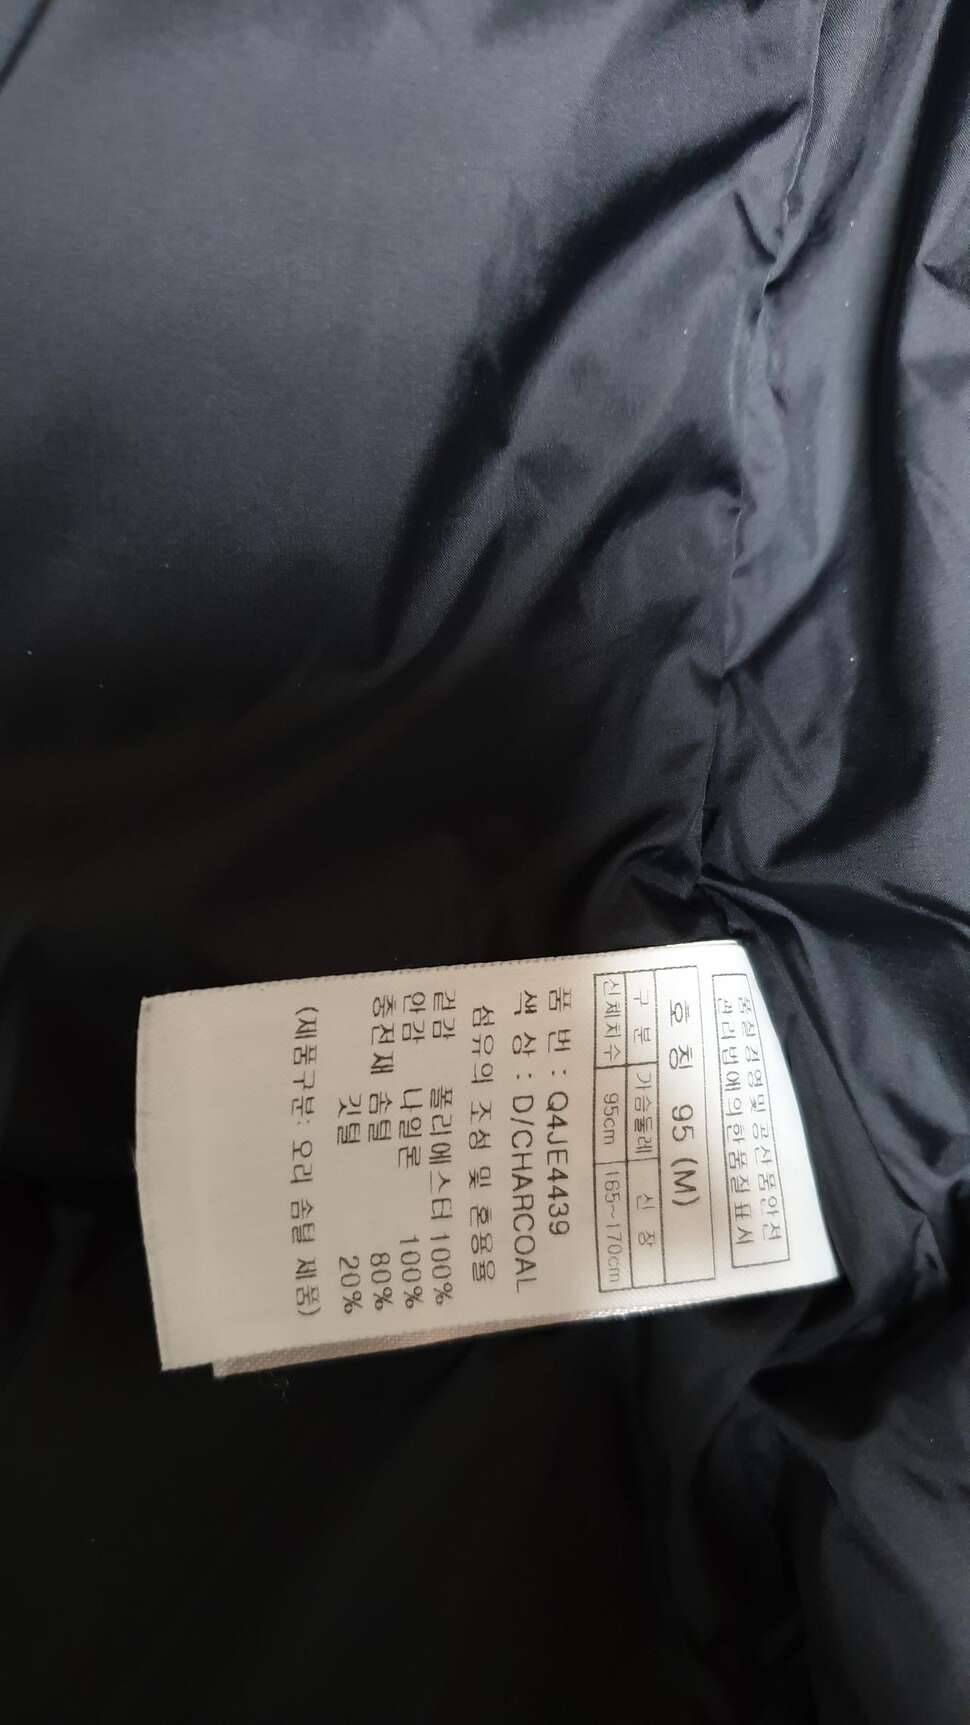 품질경영및공산품안전
관리법에의한품질표시
호 칭 95 (M)
구 분 가슴둘레 신 장
신체치수 95cm 165~170cm
품 번 : Q4JE4439
색 상 : D/CHARCOAL
섬유의 조성 및 혼용율
겉감 폴리에스터 100%
안감 나일론 100%
충전재 솜털 80%
깃털 20%
(제품구분: 오리 솜털 제품)